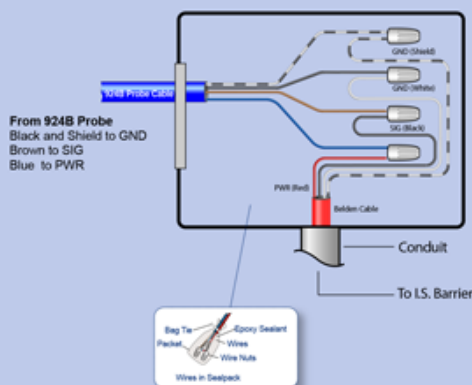 924B Probe Cable
From 924B Probe
Black and Shield to GND
Brown to SIG
Blue to PWR
GND (Shield)
GND (White)
SIG (Black)
PWR (Red)
Belden Cable
Conduit
To I.S. Barrier
Bag Tie
Epoxy Sealant
Packet
Wires
Wire Nuts
Wires in Sealpack